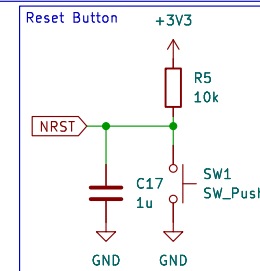 Reset Button
+3V3
R5
10k
NRST
C17
1u
SW1
SW_Push
GND
GND